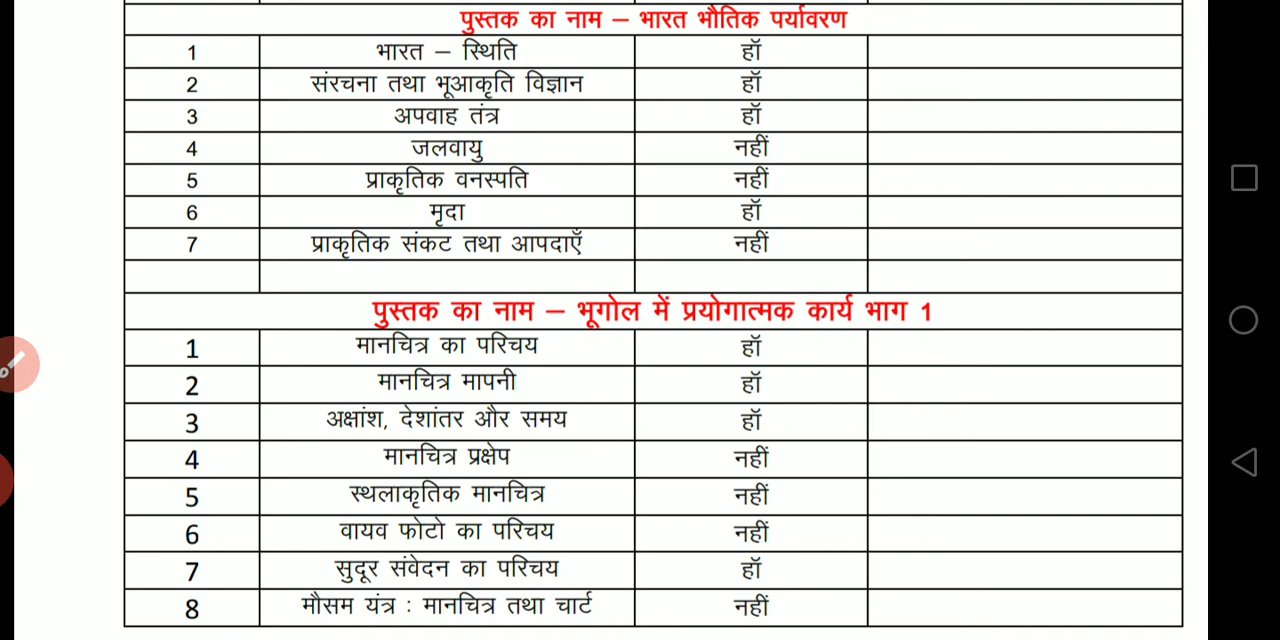 पुस्तक का नाम – भारत भौतिक पर्यावरण
1 भारत – स्थिति हॉ
2 संरचना तथा भूआकृति विज्ञान हॉ
3 अपवाह तंत्र हॉ
4 जलवायु नहीं
5 प्राकृतिक वनस्पति नहीं
6 मृदा हॉ
7 प्राकृतिक संकट तथा आपदाएँ नहीं
पुस्तक का नाम – भूगोल में प्रयोगात्मक कार्य भाग 1
1 मानचित्र का परिचय हॉ
2 मानचित्र मापनी हॉ
3 अक्षांश, देशांतर और समय हॉ
4 मानचित्र प्रक्षेप नहीं
5 स्थलाकृतिक मानचित्र नहीं
6 वायव फोटो का परिचय नहीं
7 सुदूर संवेदन का परिचय हॉ
8 मौसम यंत्र : मानचित्र तथा चार्ट नहीं